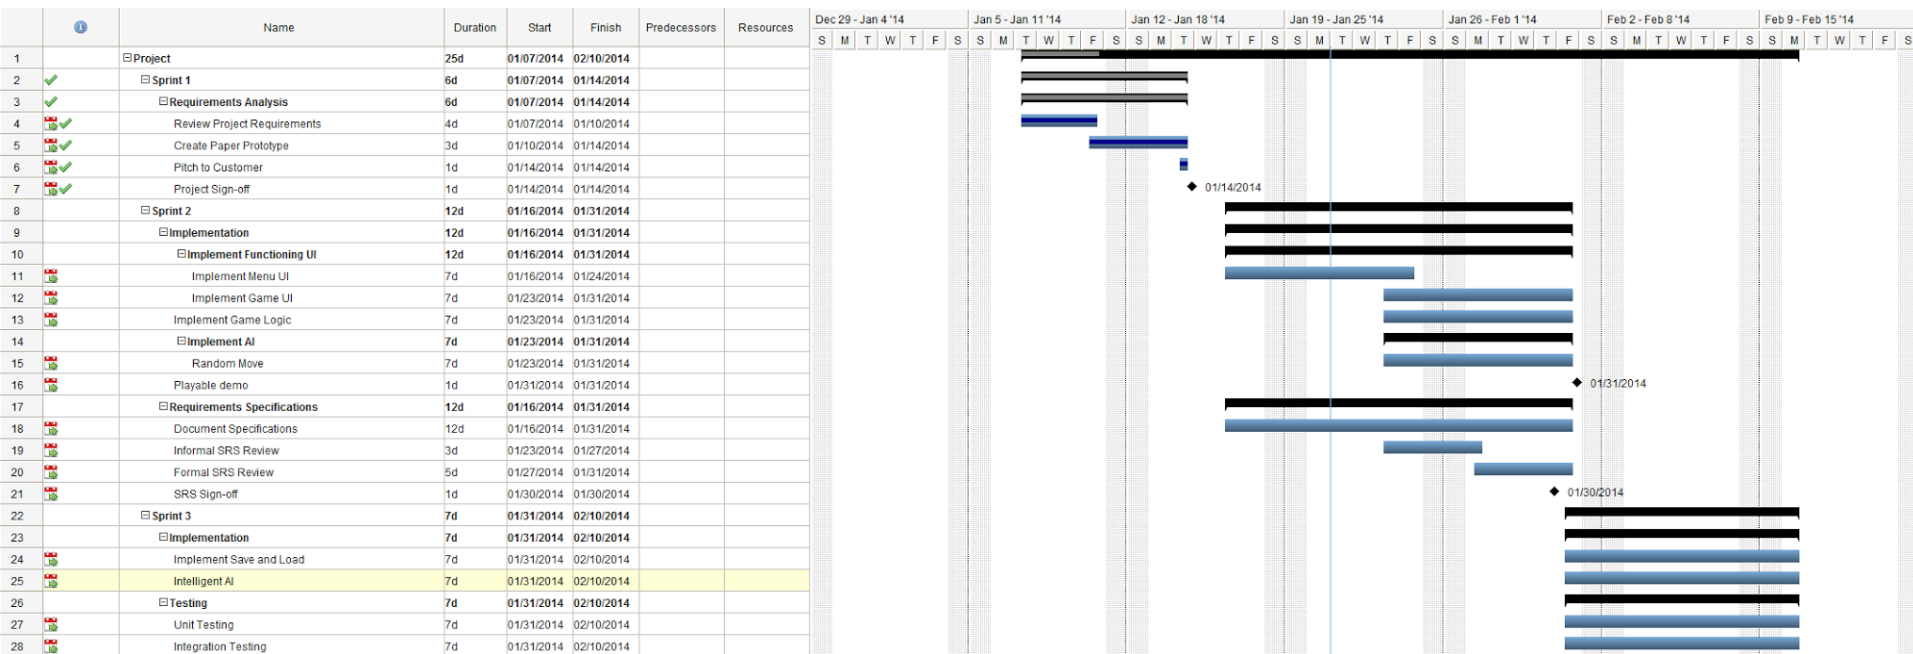 Name Duration Start Finish Predecessors Resources Dec 29 - Jan 4 '14 Jan 5 - Jan 11 '14 Jan 12 - Jan 18 '14 Jan 19 - Jan 25 '14 Jan 26 - Feb 1 '14 Feb 2 - Feb 8 '14 Feb 9 - Feb 15 '14
S M T W T F S S M T W T F S S M T W T F S S M T W T F S S M T W T F S S M T W T F S S M T W T F S
1 Project 25d 01/07/2014 02/10/2014
2 Sprint 1 6d 01/07/2014 01/14/2014
3 Requirements Analysis 6d 01/07/2014 01/14/2014
4 Review Project Requirements 4d 01/07/2014 01/10/2014
5 Create Paper Prototype 3d 01/10/2014 01/14/2014
6 Pitch to Customer 1d 01/14/2014 01/14/2014
7 Project Sign-off 1d 01/14/2014 01/14/2014 01/14/2014
8 Sprint 2 12d 01/16/2014 01/31/2014
9 Implementation 12d 01/16/2014 01/31/2014
10 Implement Functioning UI 12d 01/16/2014 01/31/2014
11 Implement Menu UI 7d 01/16/2014 01/24/2014
12 Implement Game UI 7d 01/23/2014 01/31/2014
13 Implement Game Logic 7d 01/23/2014 01/31/2014
14 Implement AI 7d 01/23/2014 01/31/2014
15 Random Move 7d 01/23/2014 01/31/2014
16 Playable demo 1d 01/31/2014 01/31/2014 01/31/2014
17 Requirements Specifications 12d 01/16/2014 01/31/2014
18 Document Specifications 12d 01/16/2014 01/31/2014
19 Informal SRS Review 3d 01/23/2014 01/27/2014
20 Formal SRS Review 5d 01/27/2014 01/31/2014
21 SRS Sign-off 1d 01/30/2014 01/30/2014 01/30/2014
22 Sprint 3 7d 01/31/2014 02/10/2014
23 Implementation 7d 01/31/2014 02/10/2014
24 Implement Save and Load 7d 01/31/2014 02/10/2014
25 Intelligent AI 7d 01/31/2014 02/10/2014
26 Testing 7d 01/31/2014 02/10/2014
27 Unit Testing 7d 01/31/2014 02/10/2014
28 Integration Testing 7d 01/31/2014 02/10/2014